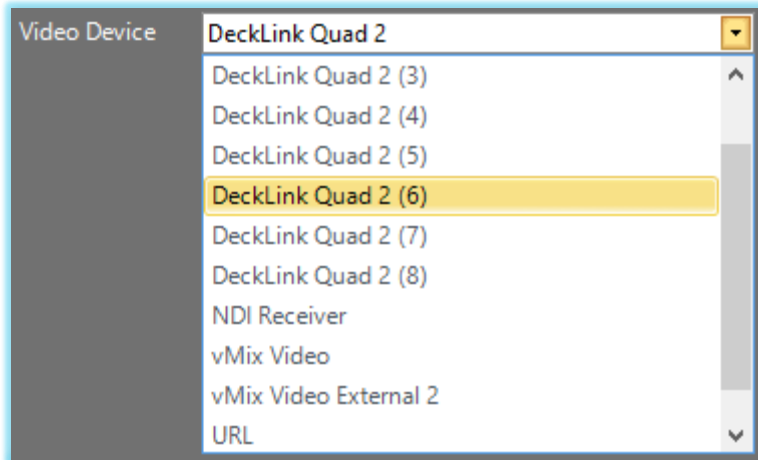 Video Device DeckLink Quad 2
DeckLink Quad 2 (3)
DeckLink Quad 2 (4)
DeckLink Quad 2 (5)
DeckLink Quad 2 (6)
DeckLink Quad 2 (7)
DeckLink Quad 2 (8)
NDI Receiver
vMix Video
vMix Video External 2
URL